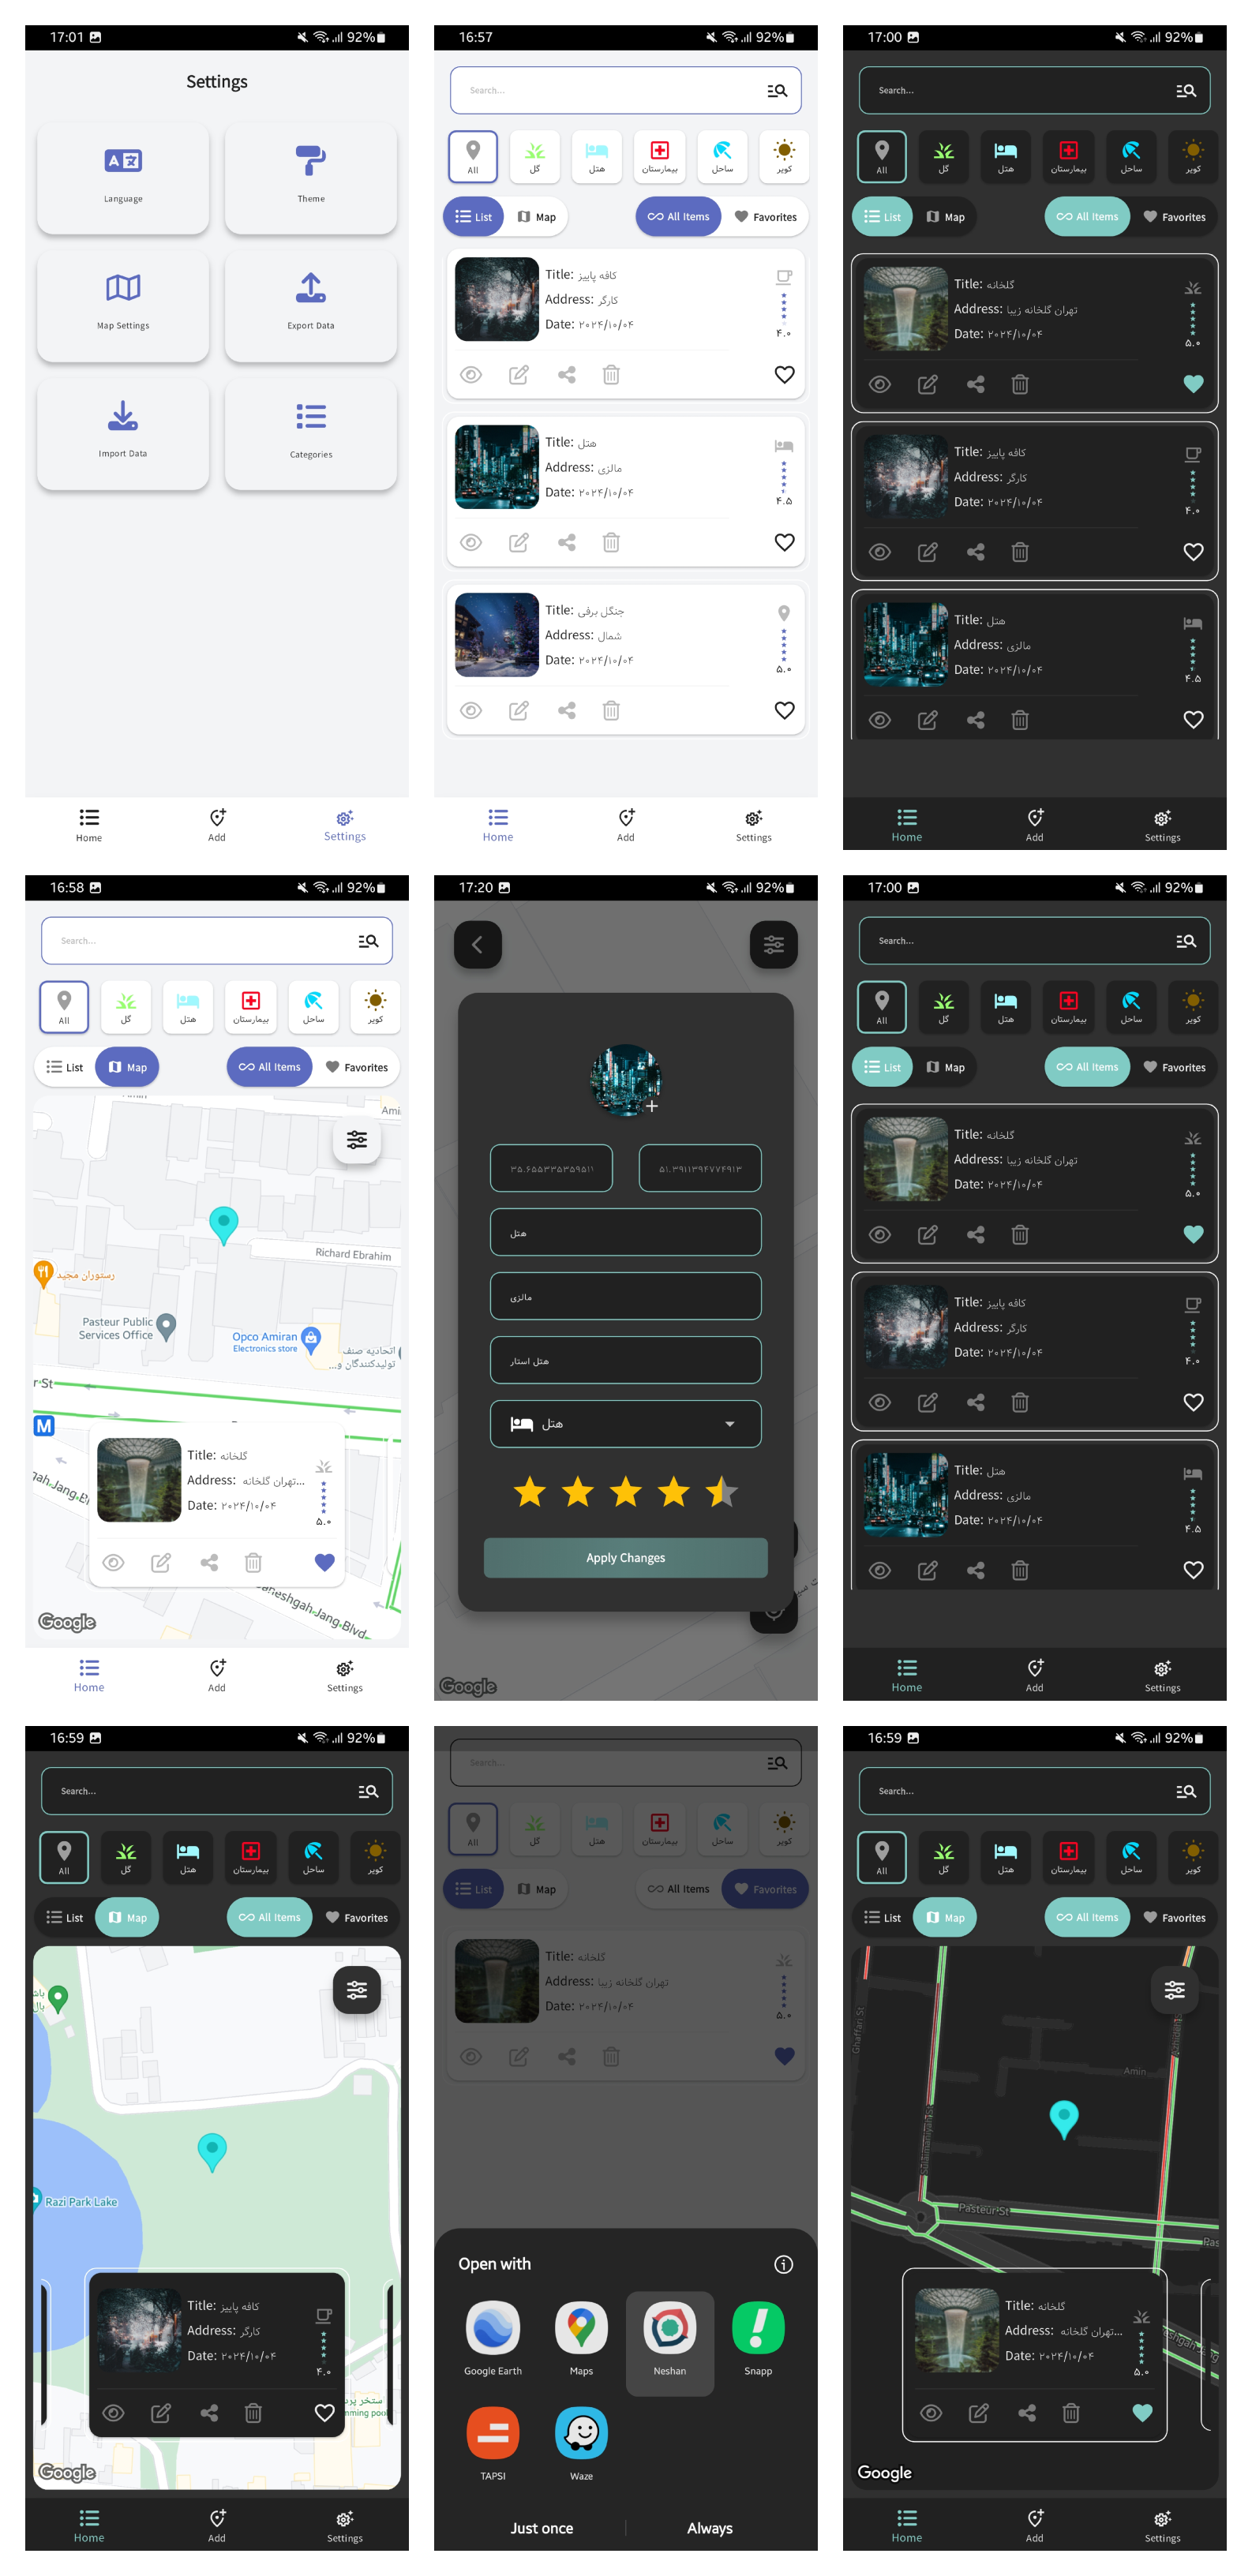 17:01
92%
Settings
Language
Theme
Map Settings
Export Data
Import Data
Categories
Home
Add
Settings
16:57
92%
Search...
All
گل
هتل
بیمارستان
ساحل
کویر
List
Map
All Items
Favorites
Title: کافه پاییز
Address: کارگر
Date: ۲۰۲۴/۱۰/۰۴
۴.۰
Title: هتل
Address: مالزی
Date: ۲۰۲۴/۱۰/۰۴
۴.۵
Title: جنگل برفی
Address: شمال
Date: ۲۰۲۴/۱۰/۰۴
۵.۰
Home
Add
Settings
17:00
92%
Search...
All
گل
هتل
بیمارستان
ساحل
کویر
List
Map
All Items
Favorites
Title: گلخانه
Address: تهران گلخانه زیبا
Date: ۲۰۲۴/۱۰/۰۴
۵.۰
Title: کافه پاییز
Address: کارگر
Date: ۲۰۲۴/۱۰/۰۴
۴.۰
Title: هتل
Address: مالزی
Date: ۲۰۲۴/۱۰/۰۴
۴.۵
Home
Add
Settings
16:58
92%
Search...
All
گل
هتل
بیمارستان
ساحل
کویر
List
Map
All Items
Favorites
Amin
Ami
Richard Ebrahim
رستوران مجید
Pasteur Public
Services Office
Opco Amiran
Electronics store
اتحادیه صنف
تولیدکنندگان و...
r St
M
Title: گلخانه
Address: تهران گلخانه...
Date: ۲۰۲۴/۱۰/۰۴
۵.۰
neshgah Jang Blvd
Google
Home
Add
Settings
17:20
92%
۳۵.۶۵۵۳۳۵۳۵۹۵۱۱
۵۱.۳۹۱۱۳۹۴۷۷۴۹۱۳
هتل
مالزی
هتل استار
هتل
Apply Changes
Google
17:00
92%
Search...
All
گل
هتل
بیمارستان
ساحل
کویر
List
Map
All Items
Favorites
Title: گلخانه
Address: تهران گلخانه زیبا
Date: ۲۰۲۴/۱۰/۰۴
۵.۰
Title: کافه پاییز
Address: کارگر
Date: ۲۰۲۴/۱۰/۰۴
۴.۰
Title: هتل
Address: مالزی
Date: ۲۰۲۴/۱۰/۰۴
۴.۵
Home
Add
Settings
16:59
92%
Search...
All
گل
هتل
بیمارستان
ساحل
کویر
List
Map
All Items
Favorites
Razi Park Lake
Title: کافه پاییز
Address: کارگر
Date: ۲۰۲۴/۱۰/۰۴
۴.۰
Google
Home
Add
Settings
Search...
All
گل
هتل
بیمارستان
ساحل
کویر
List
Map
All Items
Favorites
Title: گلخانه
Address: تهران گلخانه زیبا
Date: ۲۰۲۴/۱۰/۰۴
۵.۰
Open with
Google Earth
Maps
Neshan
Snapp
TAPSI
Waze
Just once
Always
16:59
92%
Search...
All
گل
هتل
بیمارستان
ساحل
کویر
List
Map
All Items
Favorites
Ghaffari St
Amin
Pasteur St
Pas
Title: گلخانه
Address: تهران گلخانه...
Date: ۲۰۲۴/۱۰/۰۴
۵.۰
Google
Home
Add
Settings